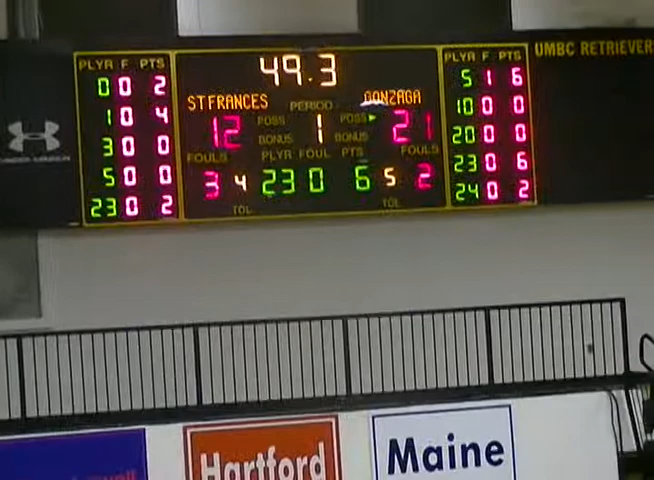 UMBC RETRIEVER
49.3
PLYR F PTS
0 0 2
1 0 4
3 0 0
5 0 0
23 0 2
ST FRANCES PERIOD GONZAGA
12 POSS 1 POSS 21
BONUS BONUS
FOULS PLYR FOUL PTS FOULS
3 4 23 0 6 5 2
TOL TOL
PLYR F PTS
5 1 6
10 0 0
20 0 0
23 0 6
24 0 2
UNDER ARMOUR
Hartford
Maine